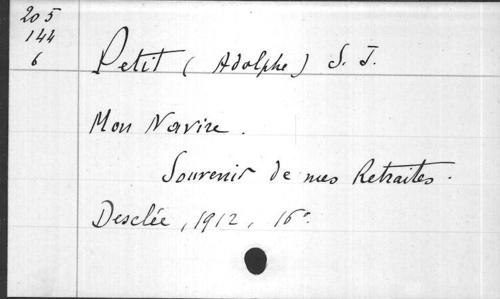 205
144
6
Petit (Adolphe) S. J.
Mon Navire.
Souvenir de mes Retraites.
Desclée, 1912, 16°.